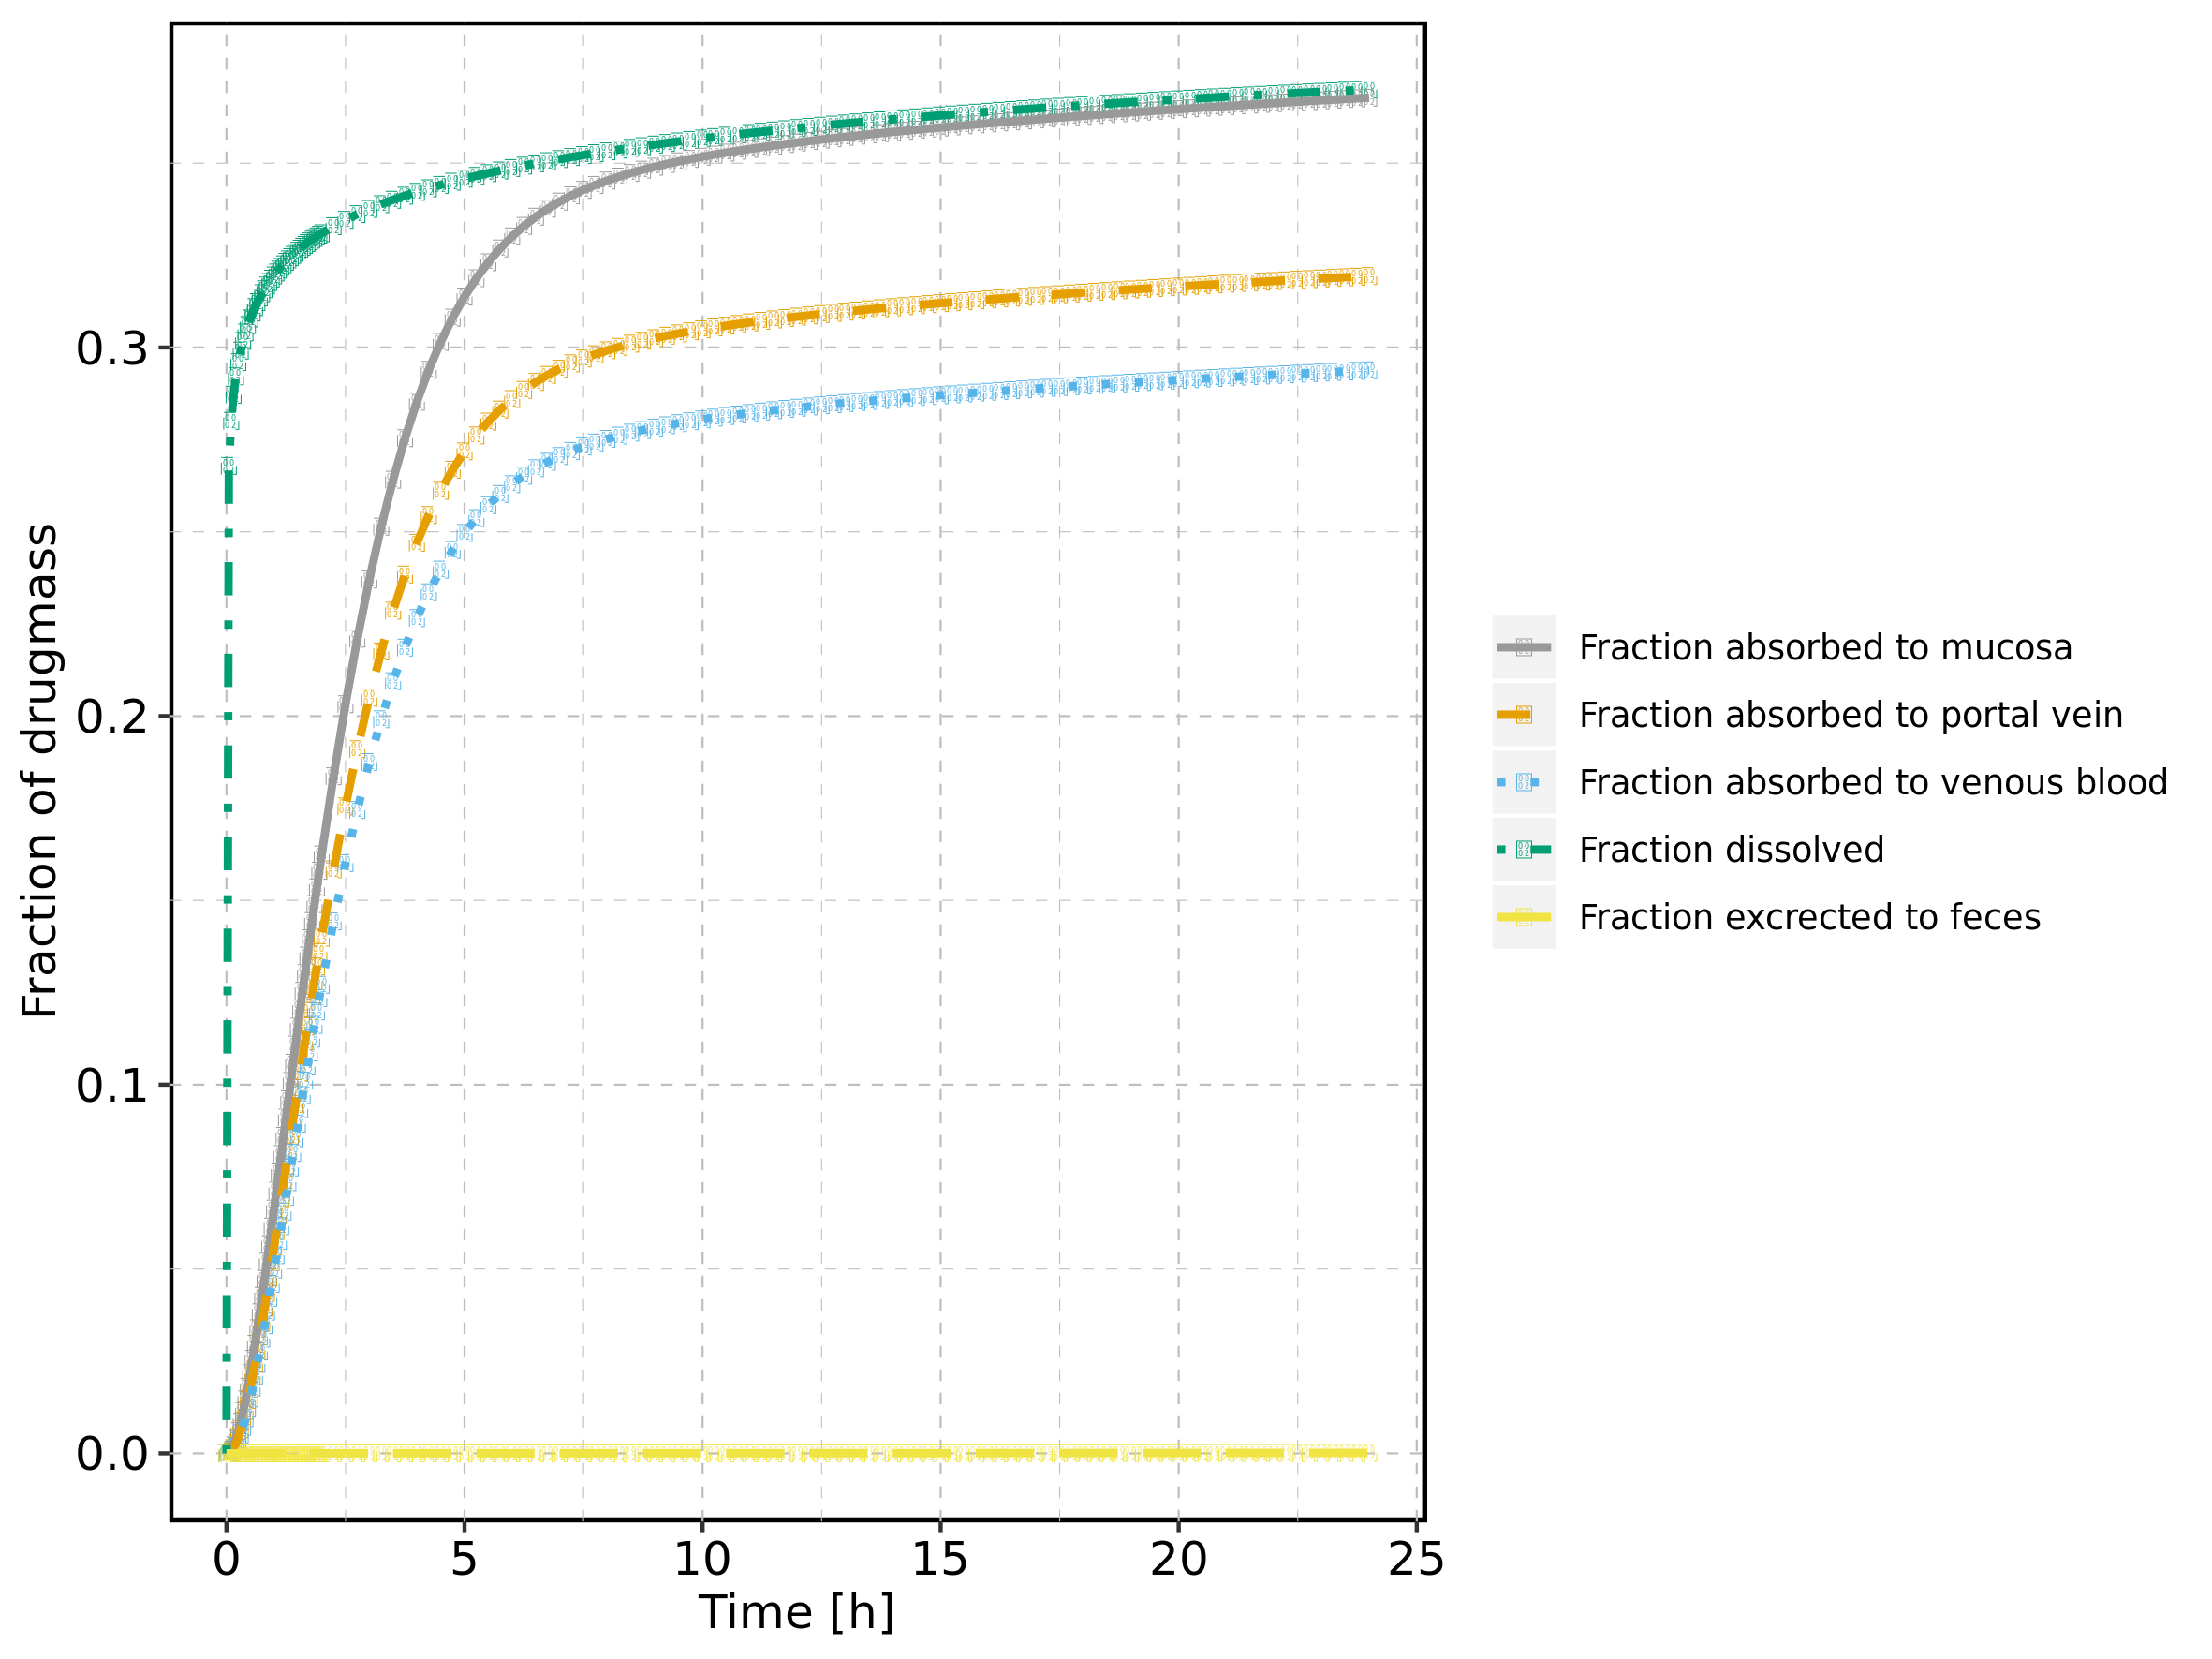 Fraction of drugmass
0.3
0.2
0.1
0.0
0 5 10 15 20 25
Time [h]
Fraction absorbed to mucosa
Fraction absorbed to portal vein
Fraction absorbed to venous blood
Fraction dissolved
Fraction excrected to feces